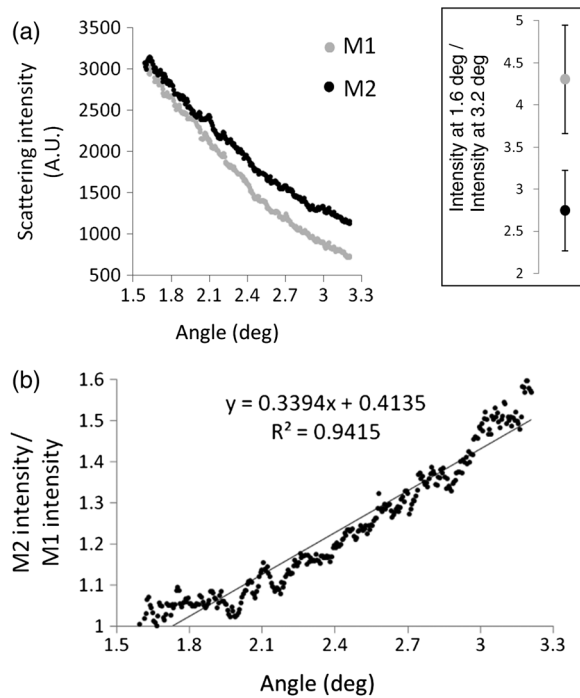 (a)
Scattering intensity
(A.U.)
3500
3000
2500
2000
1500
1000
500
1.5 1.8 2.1 2.4 2.7 3 3.3
Angle (deg)
M1
M2
Intensity at 1.6 deg /
Intensity at 3.2 deg
5
4.5
4
3.5
3
2.5
2
(b)
M2 intensity /
M1 intensity
1.6
1.5
1.4
1.3
1.2
1.1
1
1.5 1.8 2.1 2.4 2.7 3 3.3
Angle (deg)
y = 0.3394x + 0.4135
R² = 0.9415